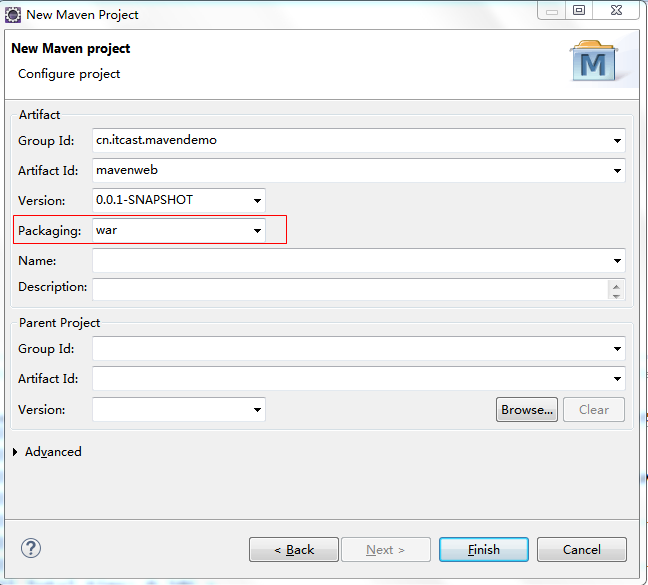 New Maven Project
New Maven project
Configure project
M
Artifact
Group Id: cn.itcast.mavendemo
Artifact Id: mavenweb
Version: 0.0.1-SNAPSHOT
Packaging: war
Name:
Description:
Parent Project
Group Id:
Artifact Id:
Version: Browse... Clear
Advanced
? < Back Next > Finish Cancel